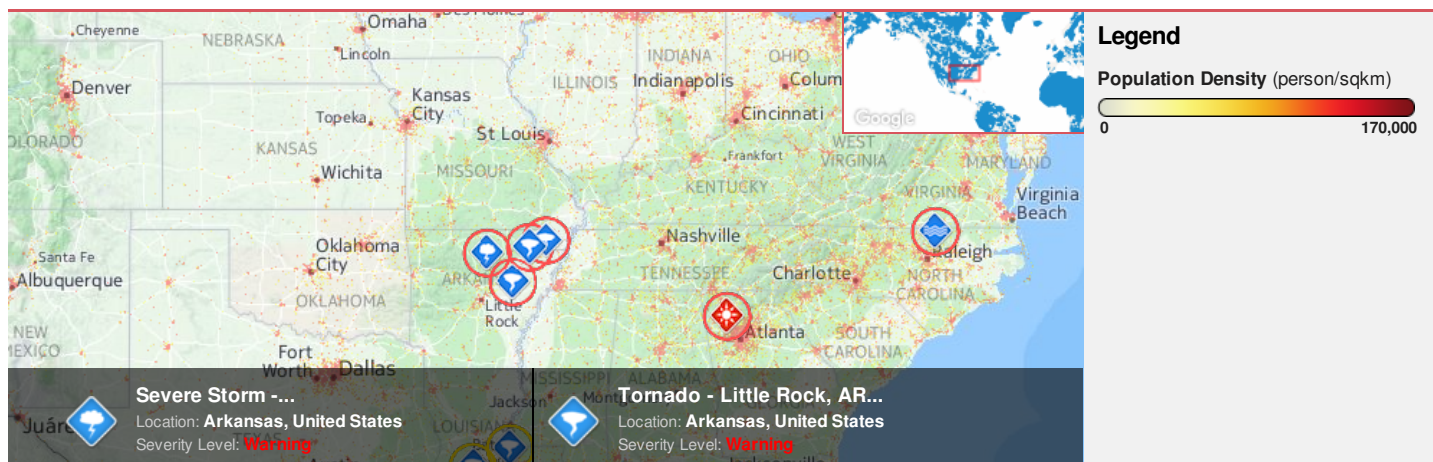 Omaha
Cheyenne
NEBRASKA
Lincoln
INDIANA
OHIO
Denver
ILLINOIS
Indianapolis
Colum
Kansas
City
Topeka
Cincinnati
St Louis
KANSAS
Frankfort
WEST
VIRGINIA
MARYLAND
Wichita
MISSOURI
KENTUCKY
VIRGINIA
Virginia
Beach
Oklahoma
City
Nashville
Raleigh
Santa Fe
Albuquerque
TENNESSEE
Charlotte
NORTH
CAROLINA
OKLAHOMA
Little
Rock
NEW
MEXICO
Atlanta
SOUTH
CAROLINA
Fort
Worth
Dallas
MISSISSIPPI
ALABAMA
Jackson
GEORGIA
LOUISIANA
TEXAS
Jacksonville
Google
Severe Storm -...
Location: Arkansas, United States
Severity Level: Warning
Tornado - Little Rock, AR...
Location: Arkansas, United States
Severity Level: Warning
Legend
Population Density (person/sqkm)
0 170,000